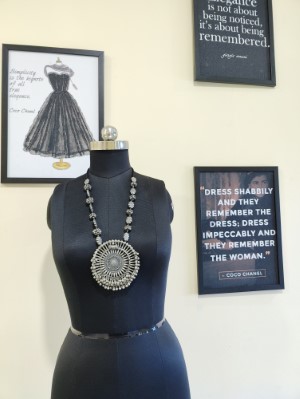 Simplicity
is the keynote
of all
true
elegance.
Coco Chanel
elegance
is not about
being noticed,
it's about being
remembered.
"DRESS SHABBILY
AND THEY
REMEMBER THE
DRESS; DRESS
IMPECCABLY AND
THEY REMEMBER
THE WOMAN."
- COCO CHANEL